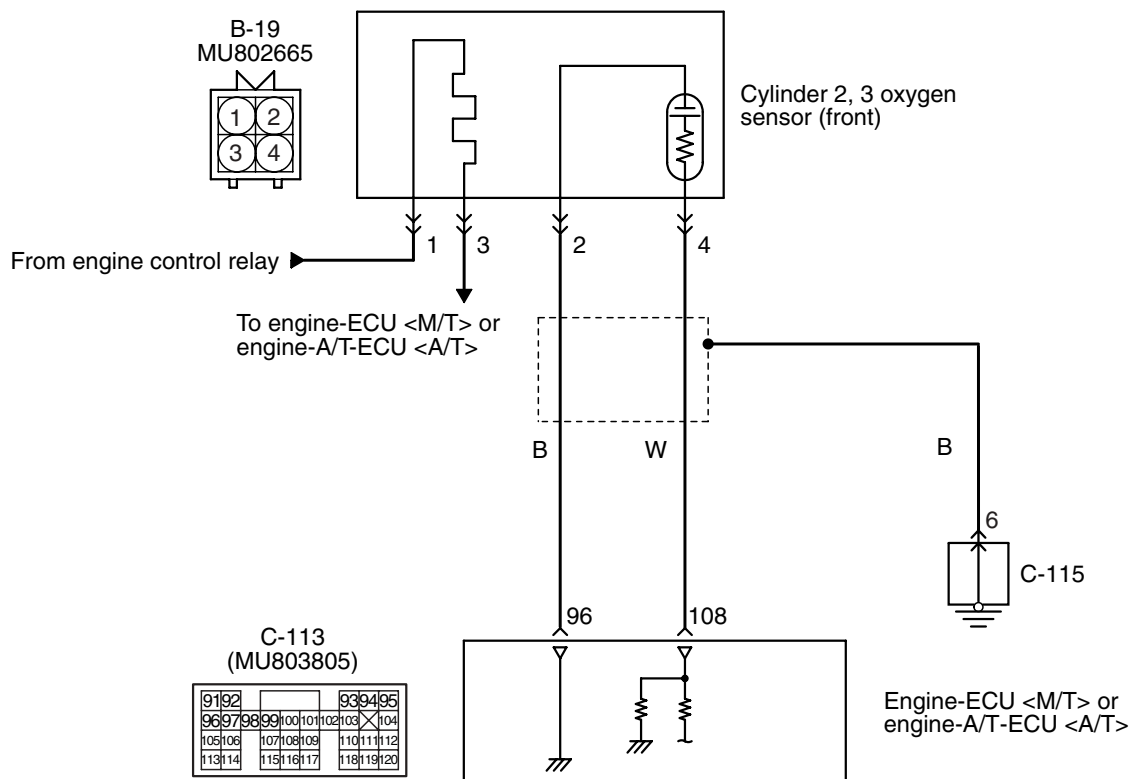 B-19
MU802665
1 2
3 4
Cylinder 2, 3 oxygen
sensor (front)
1 3 2 4
From engine control relay
To engine-ECU <M/T> or
engine-A/T-ECU <A/T>
B W B
6
C-115
96 108
C-113
(MU803805)
91 92 93 94 95
96 97 98 99 100 101 102 103 104
105 106 107 108 109 110 111 112
113 114 115 116 117 118 119 120
Engine-ECU <M/T> or
engine-A/T-ECU <A/T>